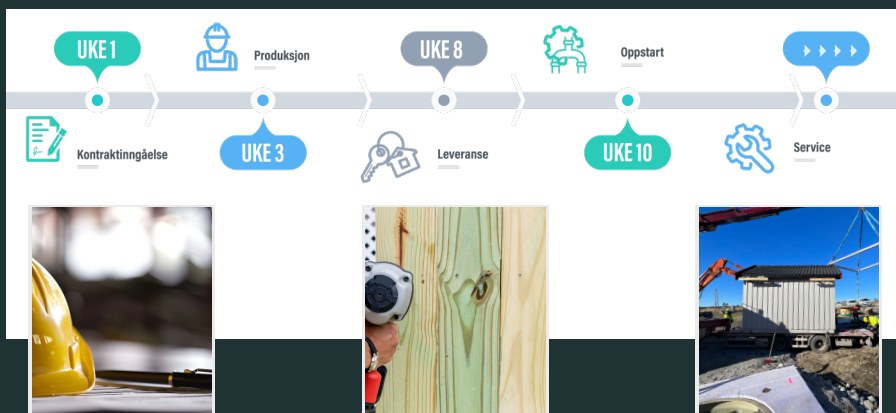 UKE 1
Kontraktinngåelse
Produksjon
UKE 3
UKE 8
Leveranse
Oppstart
UKE 10
Service